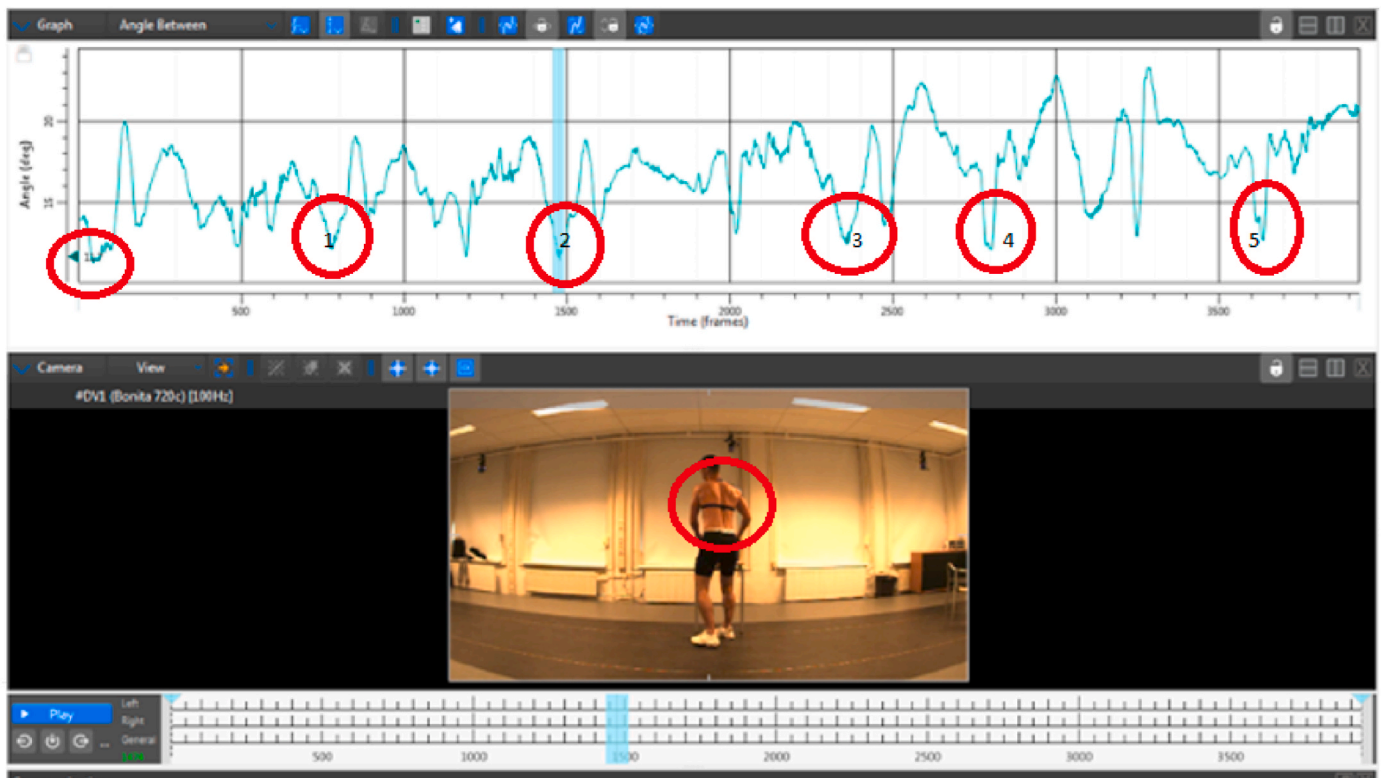 Graph Angle Between
20
15
Angle (deg)
1 2 3 4 5
500 1000 1500 2000 2500 3000 3500
Time (frames)
Camera View
#DV1 (Bonita 720c) [100Hz]
Play
Left
Right
General
500 1000 1500 2000 2500 3000 3500